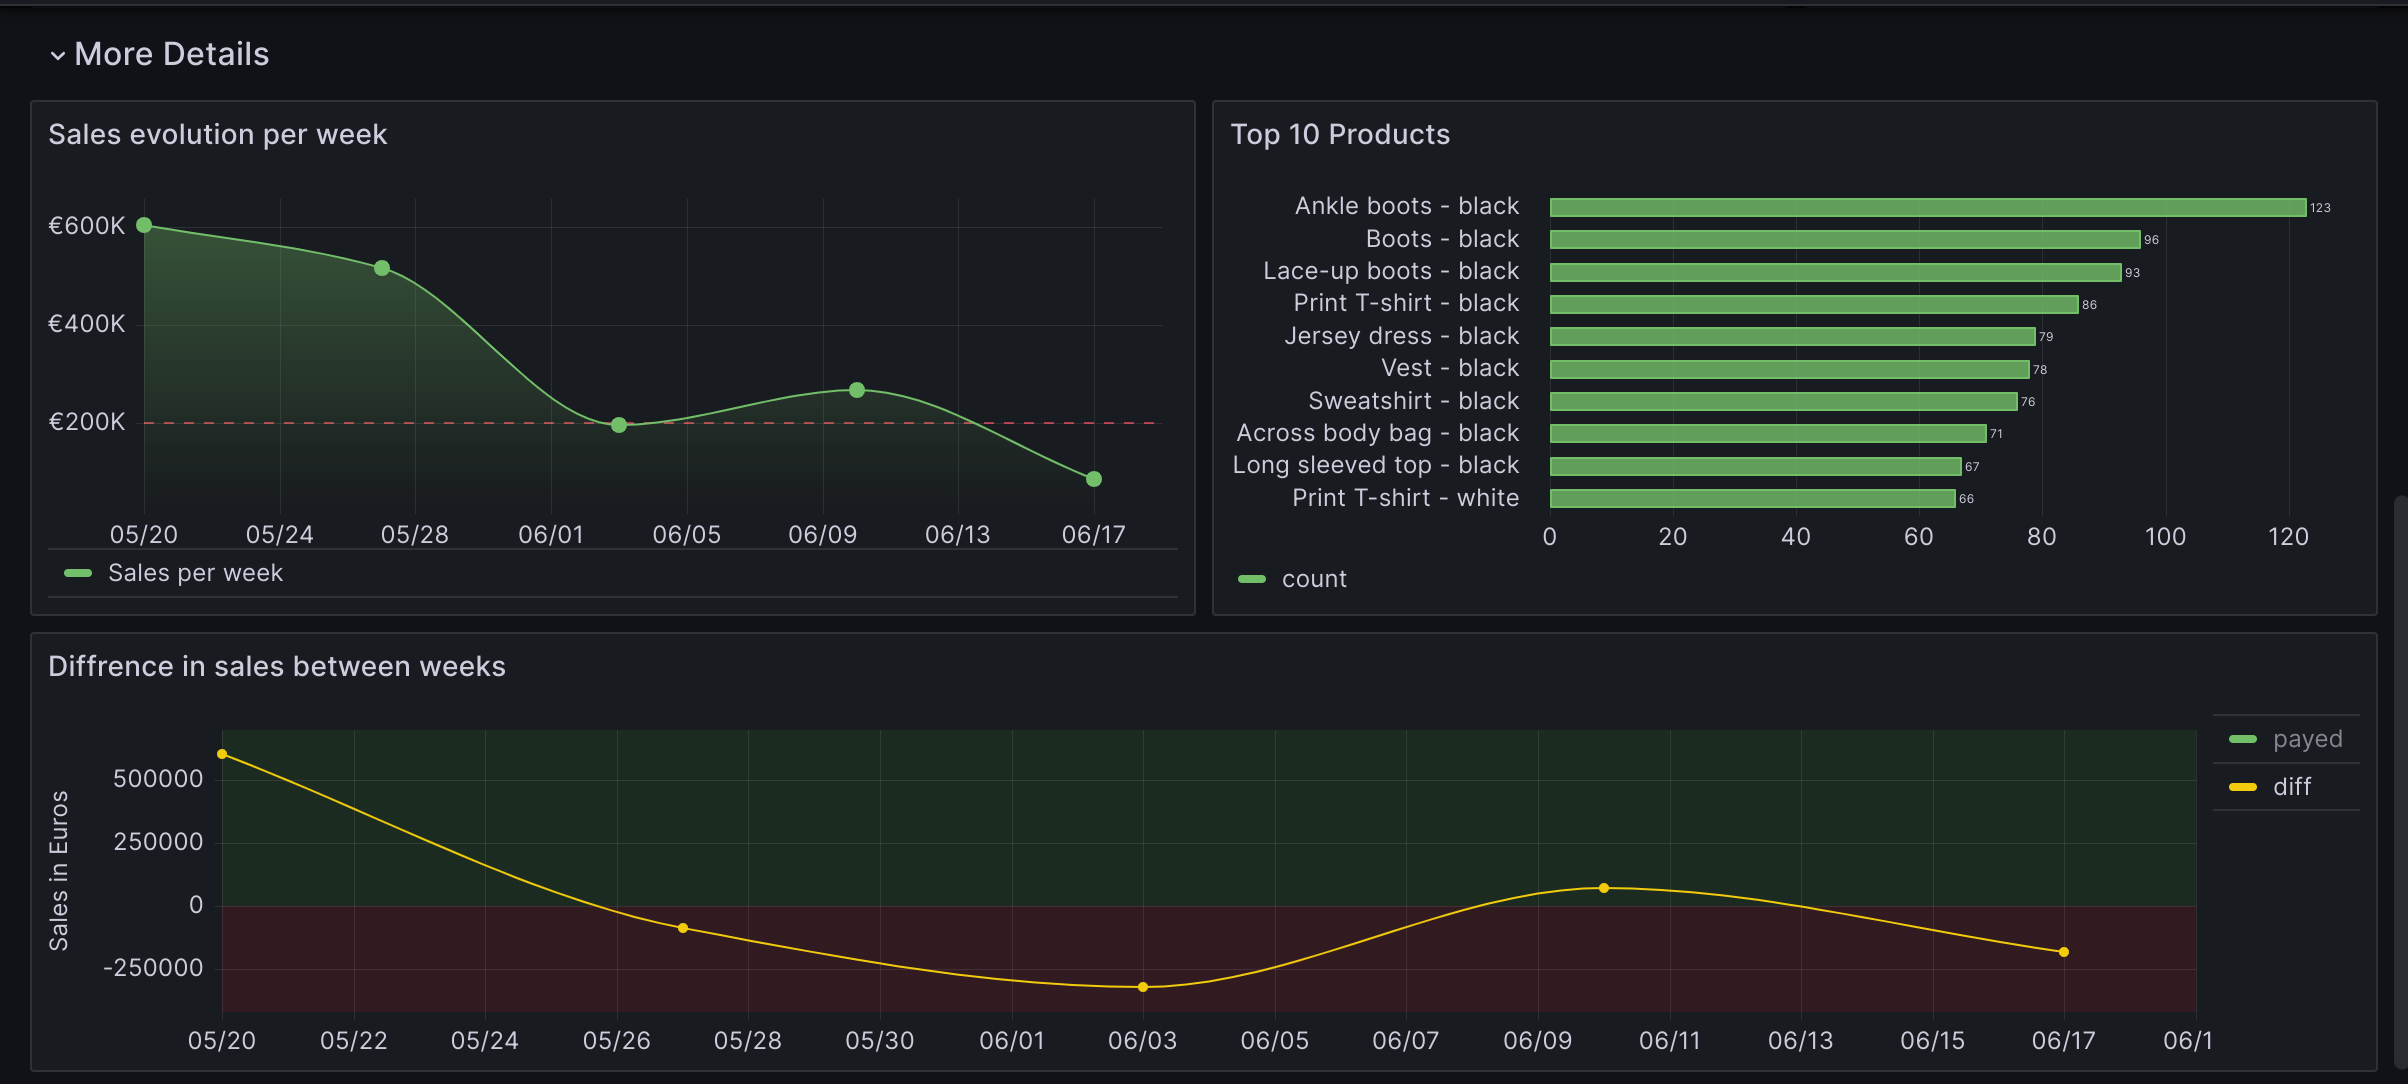 More Details
Sales evolution per week
€600K
€400K
€200K
05/20 05/24 05/28 06/01 06/05 06/09 06/13 06/17
Sales per week
Top 10 Products
Ankle boots - black 123
Boots - black 96
Lace-up boots - black 93
Print T-shirt - black 86
Jersey dress - black 79
Vest - black 78
Sweatshirt - black 76
Across body bag - black 71
Long sleeved top - black 67
Print T-shirt - white 66
0 20 40 60 80 100 120
count
Diffrence in sales between weeks
Sales in Euros
500000
250000
0
-250000
05/20 05/22 05/24 05/26 05/28 05/30 06/01 06/03 06/05 06/07 06/09 06/11 06/13 06/15 06/17 06/1
payed
diff